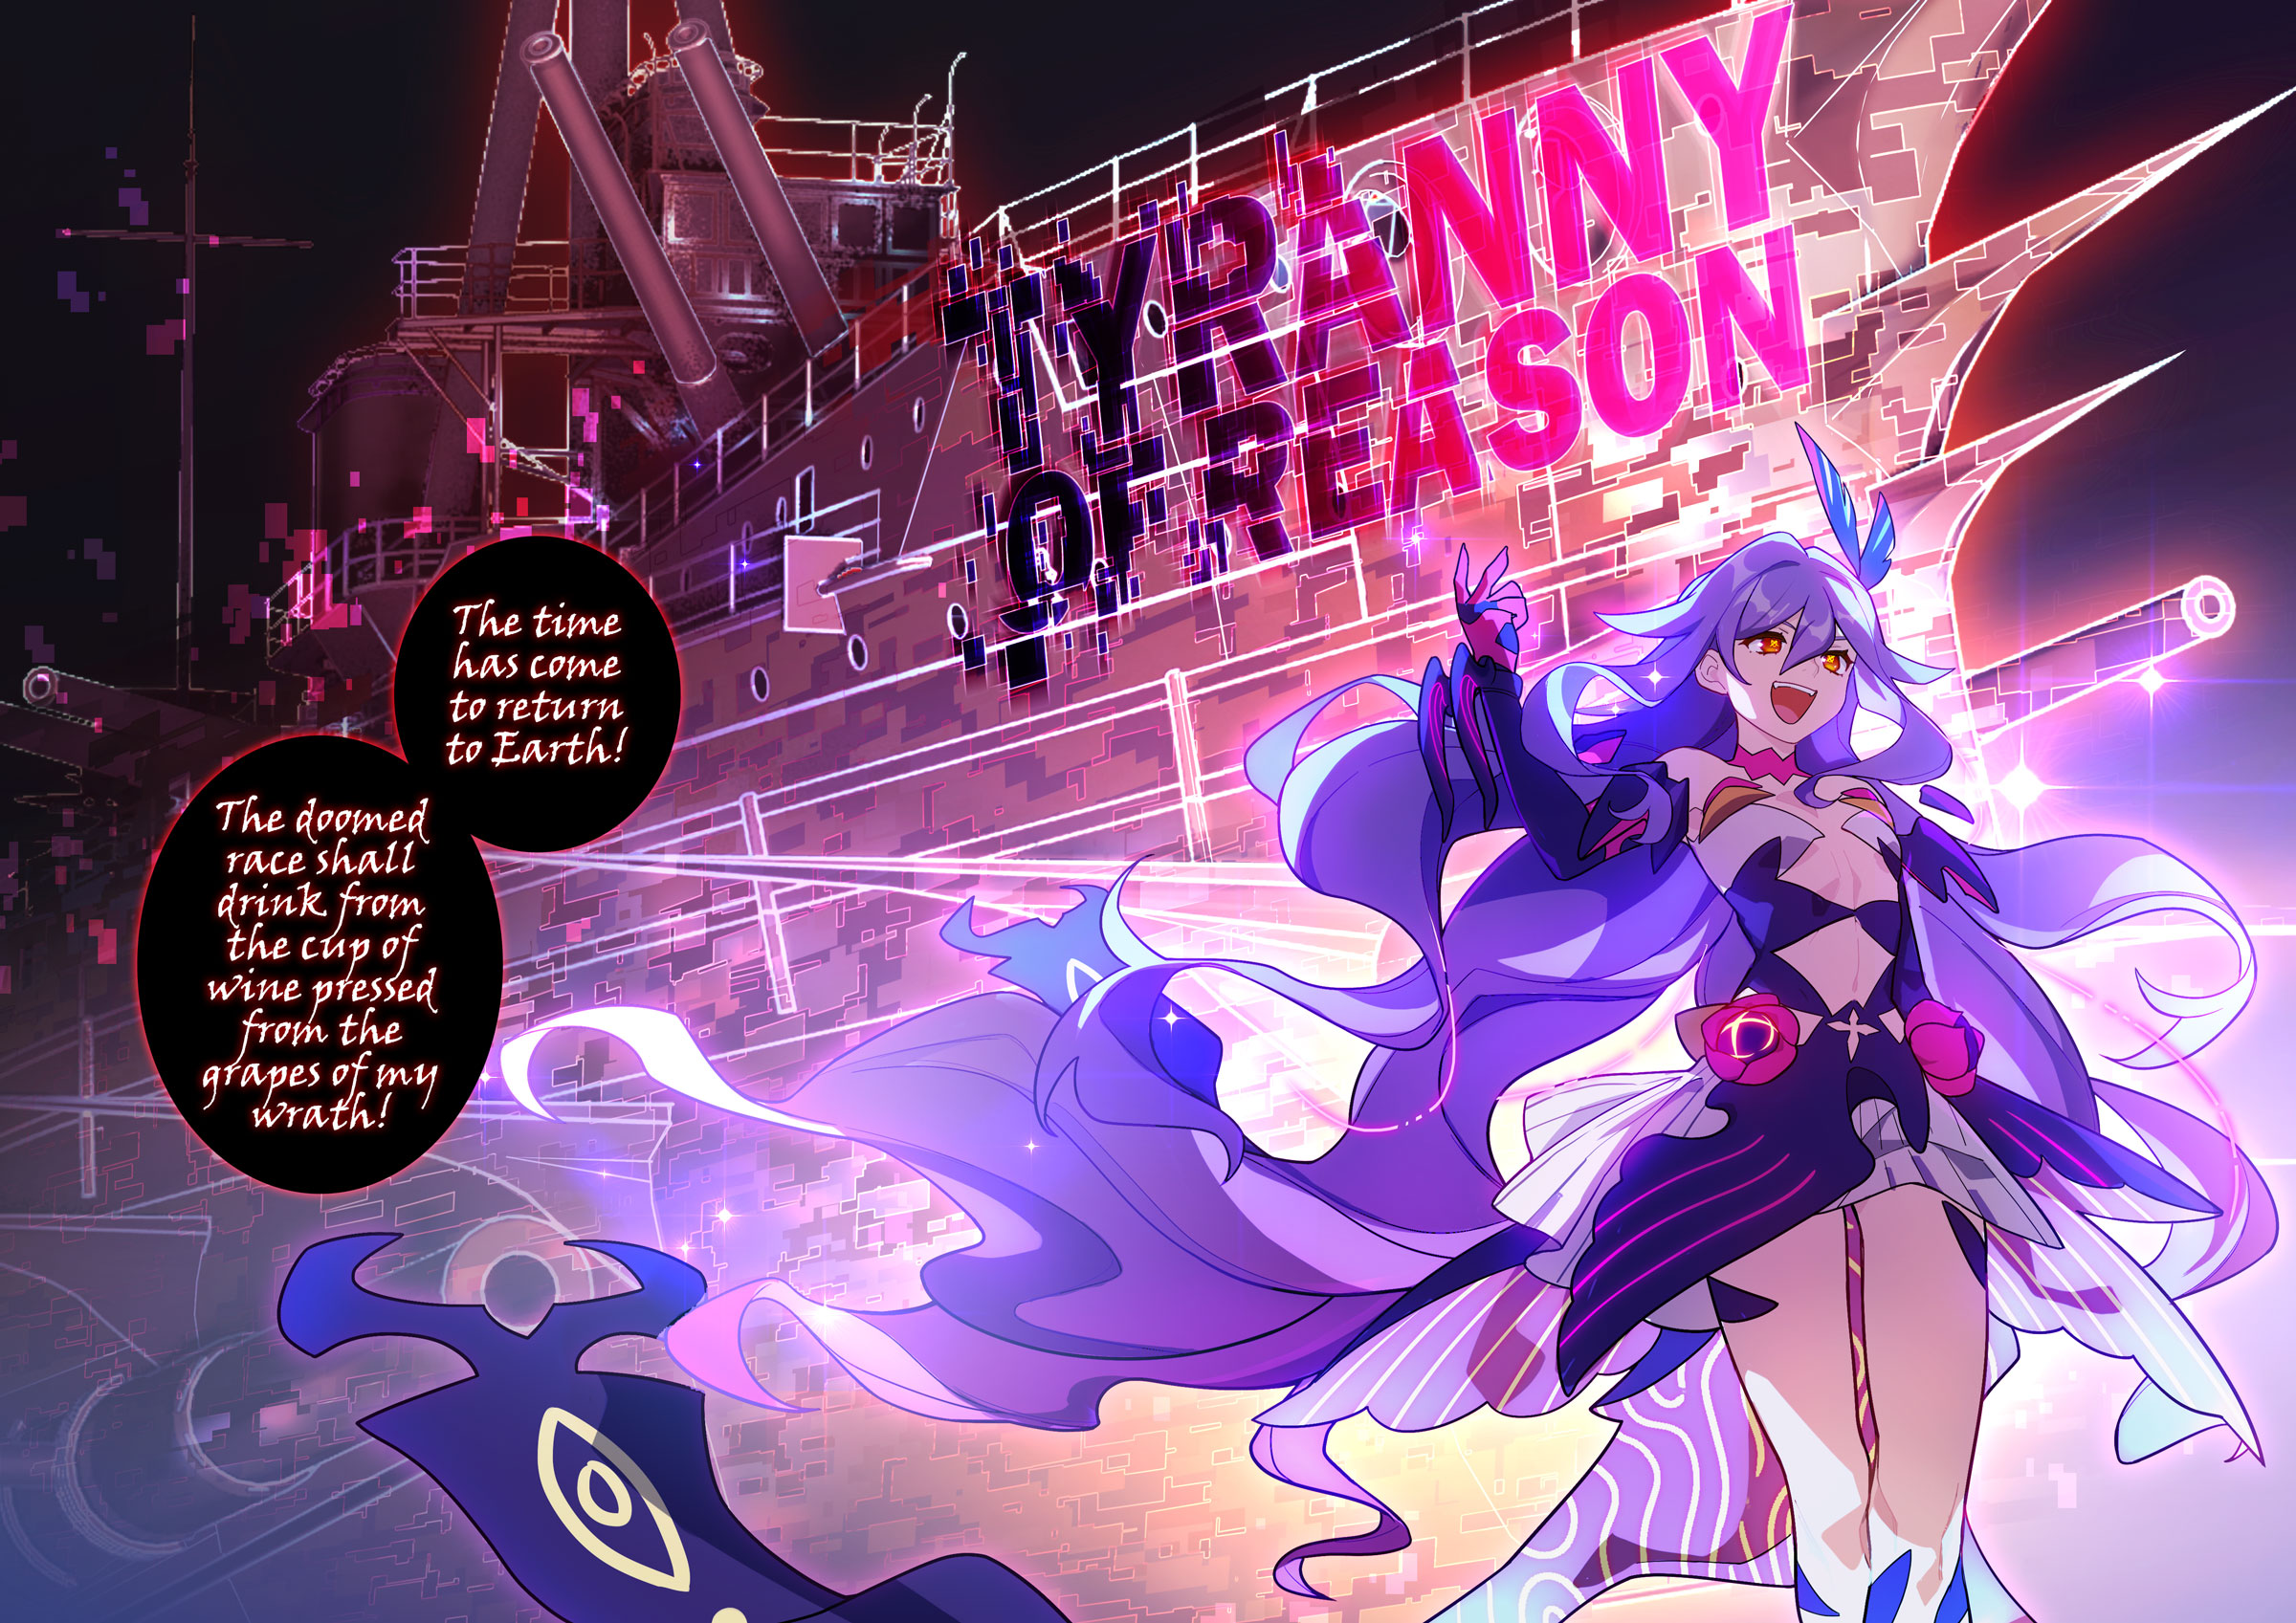 TYRANNY
OF REASON
The time
has come
to return
to Earth!
The doomed
race shall
drink from
the cup of
wine pressed
from the
grapes of my
wrath!